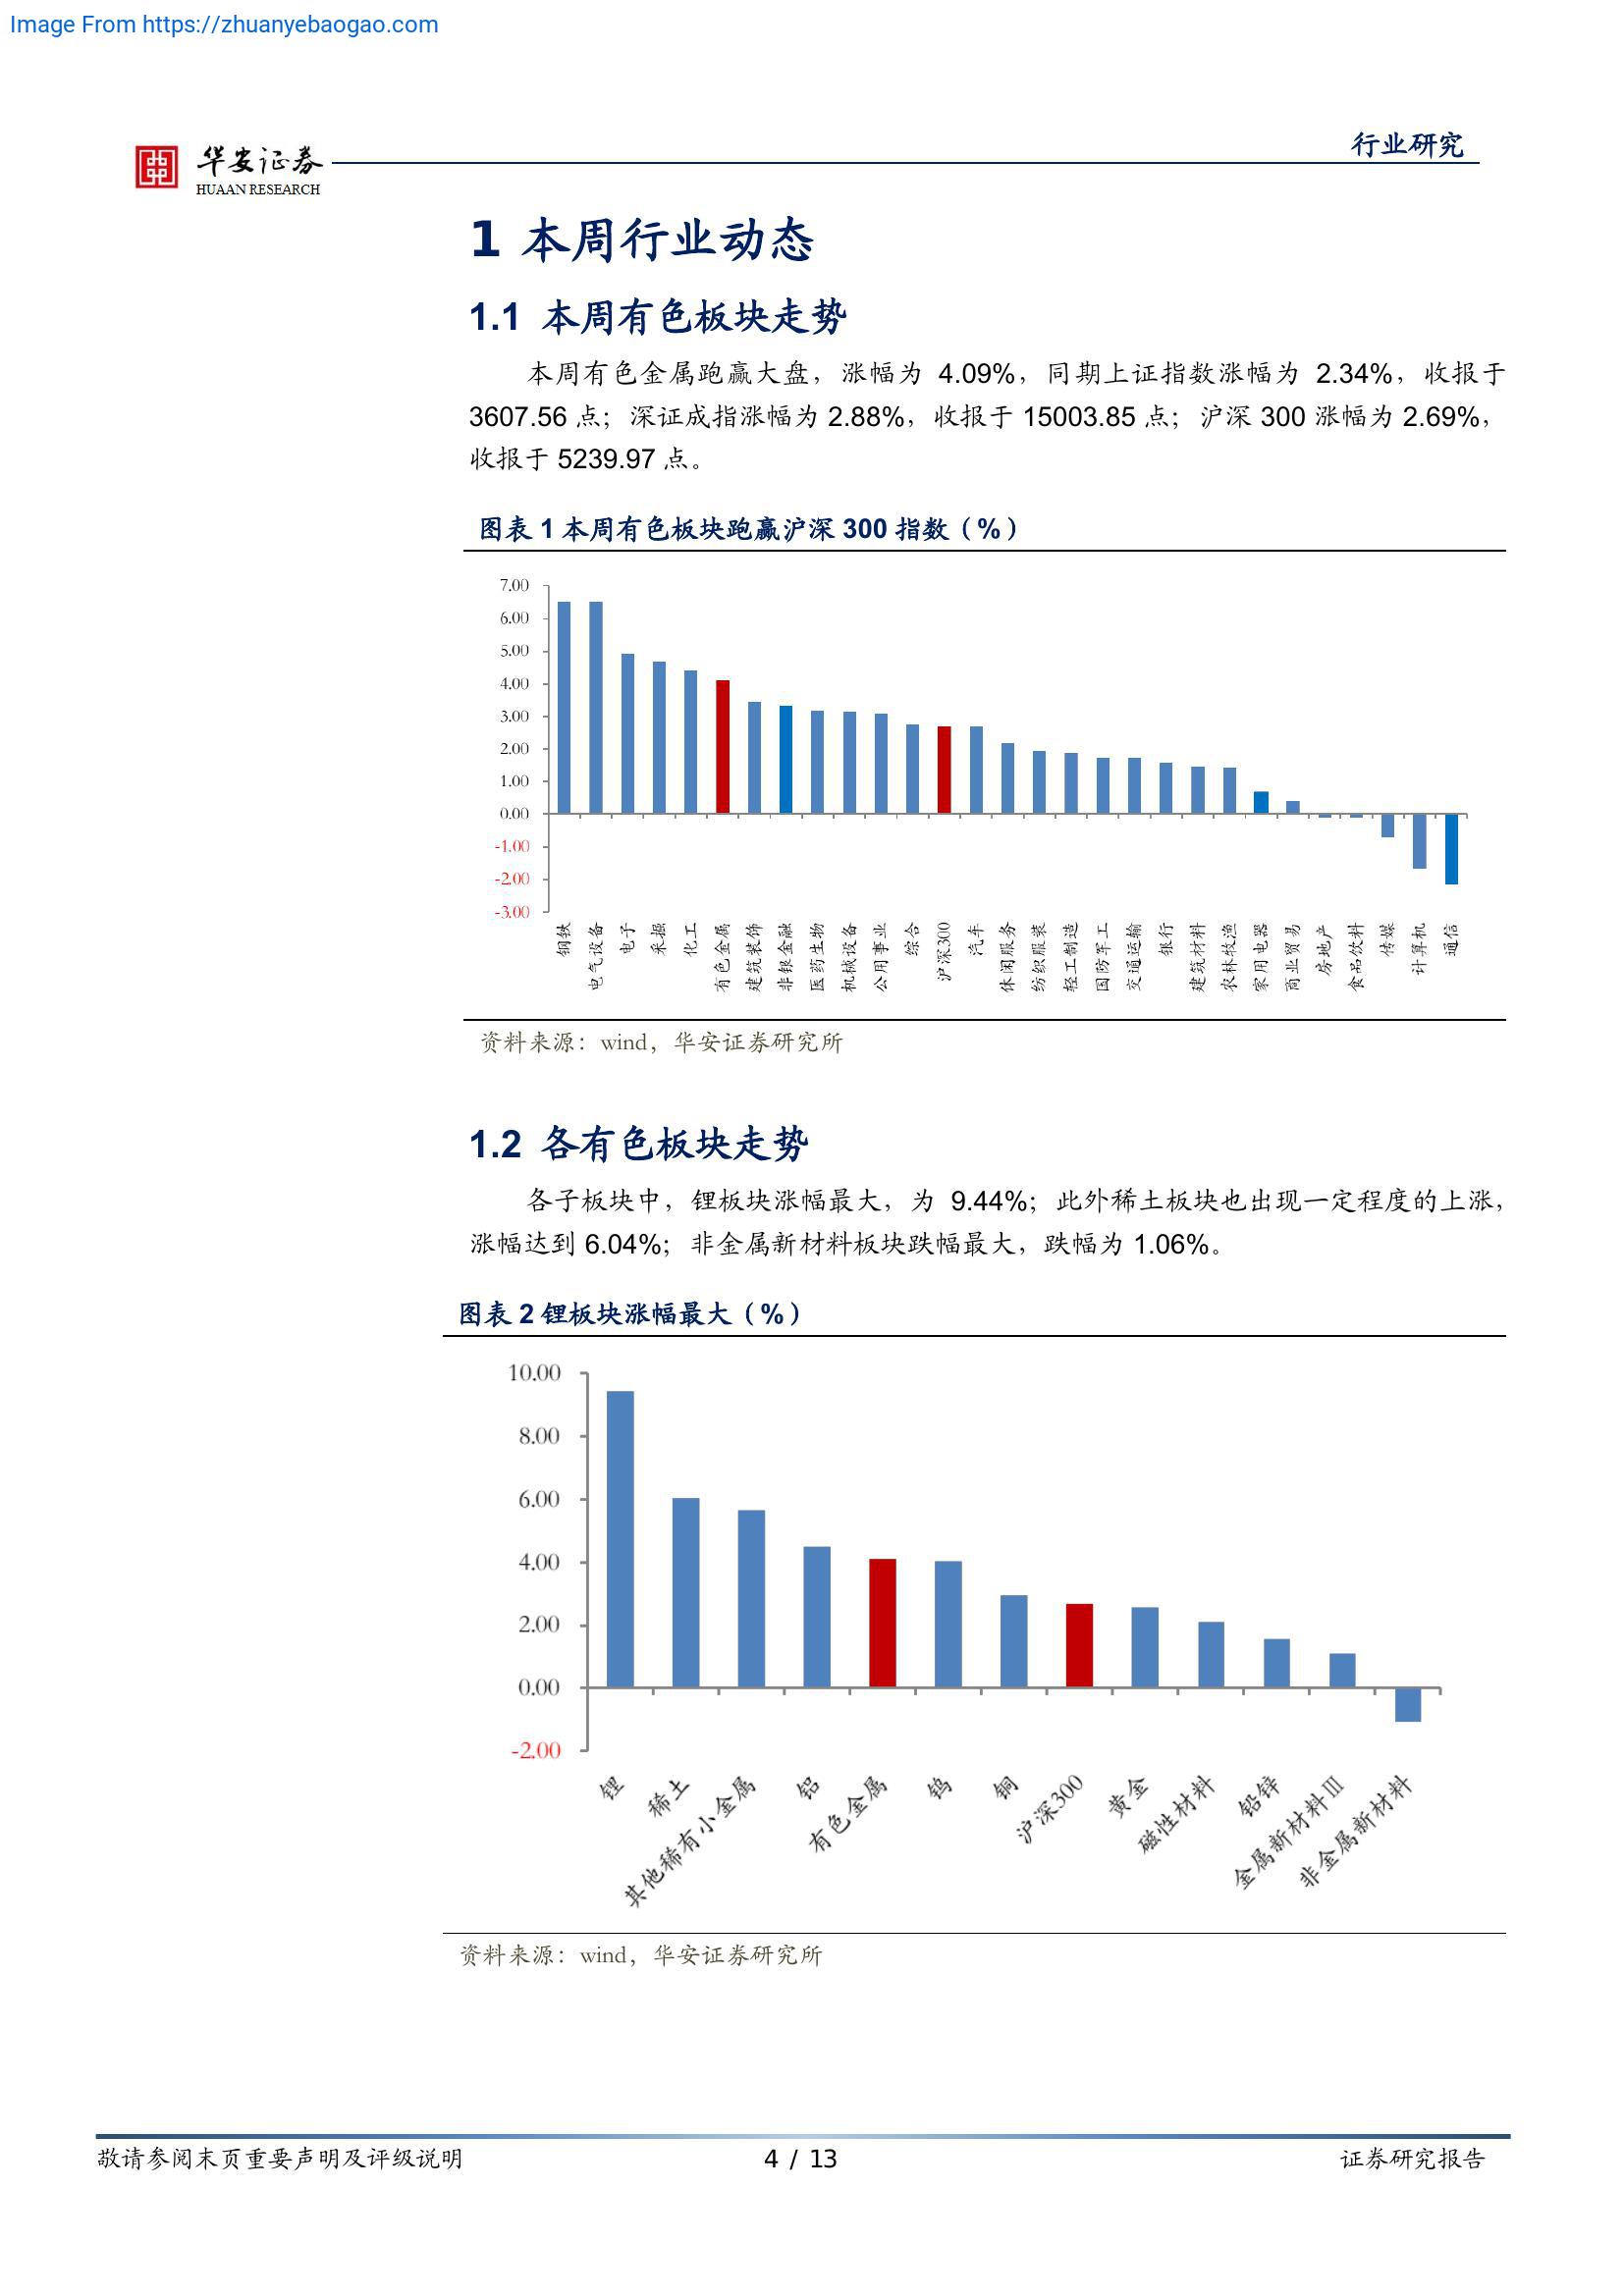 Image From https://zhuanyebaogao.com
行业研究
华安证券
HUAAN RESEARCH
1 本周行业动态
1.1 本周有色板块走势
本周有色金属跑赢大盘，涨幅为 4.09%，同期上证指数涨幅为 2.34%，收报于
3607.56 点；深证成指涨幅为 2.88%，收报于 15003.85 点；沪深 300 涨幅为 2.69%，
收报于 5239.97 点。
图表 1 本周有色板块跑赢沪深 300 指数（%）
7.00
6.00
5.00
4.00
3.00
2.00
1.00
0.00
-1.00
-2.00
-3.00
钢铁
电气设备
电子
采掘
化工
有色金属
建筑装饰
非银金融
医药生物
机械设备
公用事业
综合
沪深300
汽车
休闲服务
纺织服装
轻工制造
国防军工
交通运输
银行
建筑材料
农林牧渔
家用电器
商业贸易
房地产
食品饮料
传媒
计算机
通信
资料来源：wind，华安证券研究所
1.2 各有色板块走势
各子板块中，锂板块涨幅最大，为 9.44%；此外稀土板块也出现一定程度的上涨，
涨幅达到 6.04%；非金属新材料板块跌幅最大，跌幅为 1.06%。
图表 2 锂板块涨幅最大（%）
10.00
8.00
6.00
4.00
2.00
0.00
-2.00
锂
稀土
其他稀有小金属
铝
有色金属
钨
铜
沪深300
黄金
磁性材料
铅锌
金属新材料Ⅲ
非金属新材料
资料来源：wind，华安证券研究所
敬请参阅末页重要声明及评级说明
4 / 13
证券研究报告